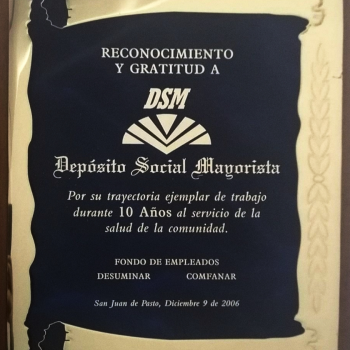 RECONOCIMIENTO
Y GRATITUD A
DSM
Depósito Social Mayorista
Por su trayectoria ejemplar de trabajo
durante 10 Años al servicio de la
salud de la comunidad.
FONDO DE EMPLEADOS
DESUMINAR COMFANAR
San Juan de Pasto, Diciembre 9 de 2006